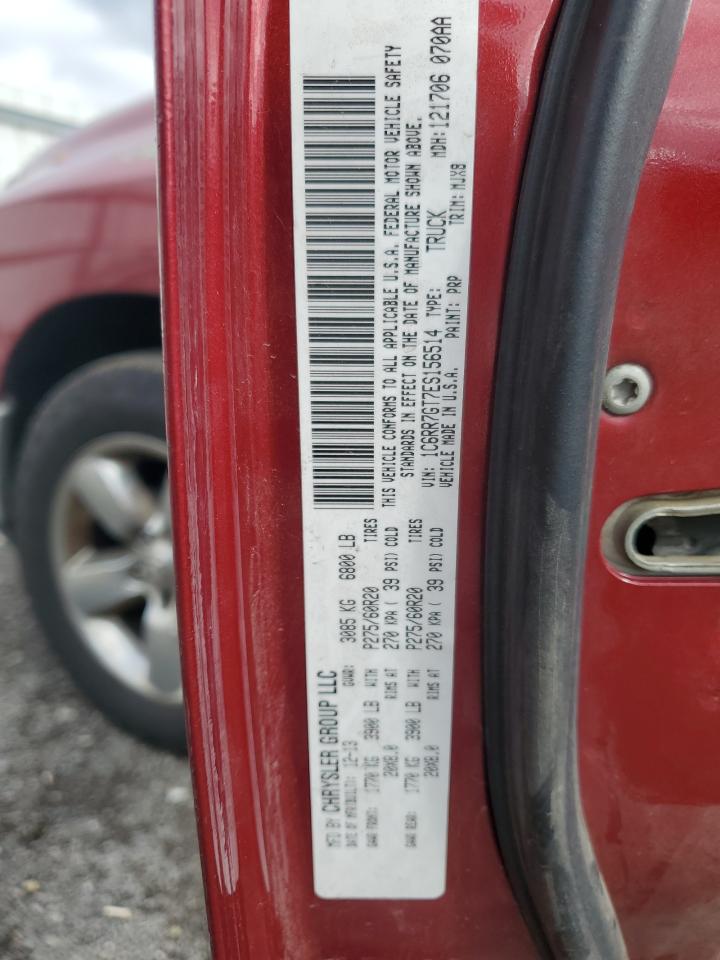 MFD BY CHRYSLER GROUP LLC
DATE OF MFR(BUILT): 12-13 GVWR: 3085 KG 6800 LB
GAWR FRONT: 1770 KG 3900 LB WITH P275/60R20 TIRES
20X8.0 RIMS AT 270 KPA( 39 PSI) COLD
GAWR REAR: 1770 KG 3900 LB WITH P275/60R20 TIRES
20X8.0 RIMS AT 270 KPA( 39 PSI) COLD
THIS VEHICLE CONFORMS TO ALL APPLICABLE U.S.A. FEDERAL MOTOR VEHICLE SAFETY
STANDARDS IN EFFECT ON THE DATE OF MANUFACTURE SHOWN ABOVE.
VIN: 1C6RR7GT7ES156514 TYPE: TRUCK MDH: 121706 070AA
VEHICLE MADE IN U.S.A. PAINT: PRP TRIM: MJX8